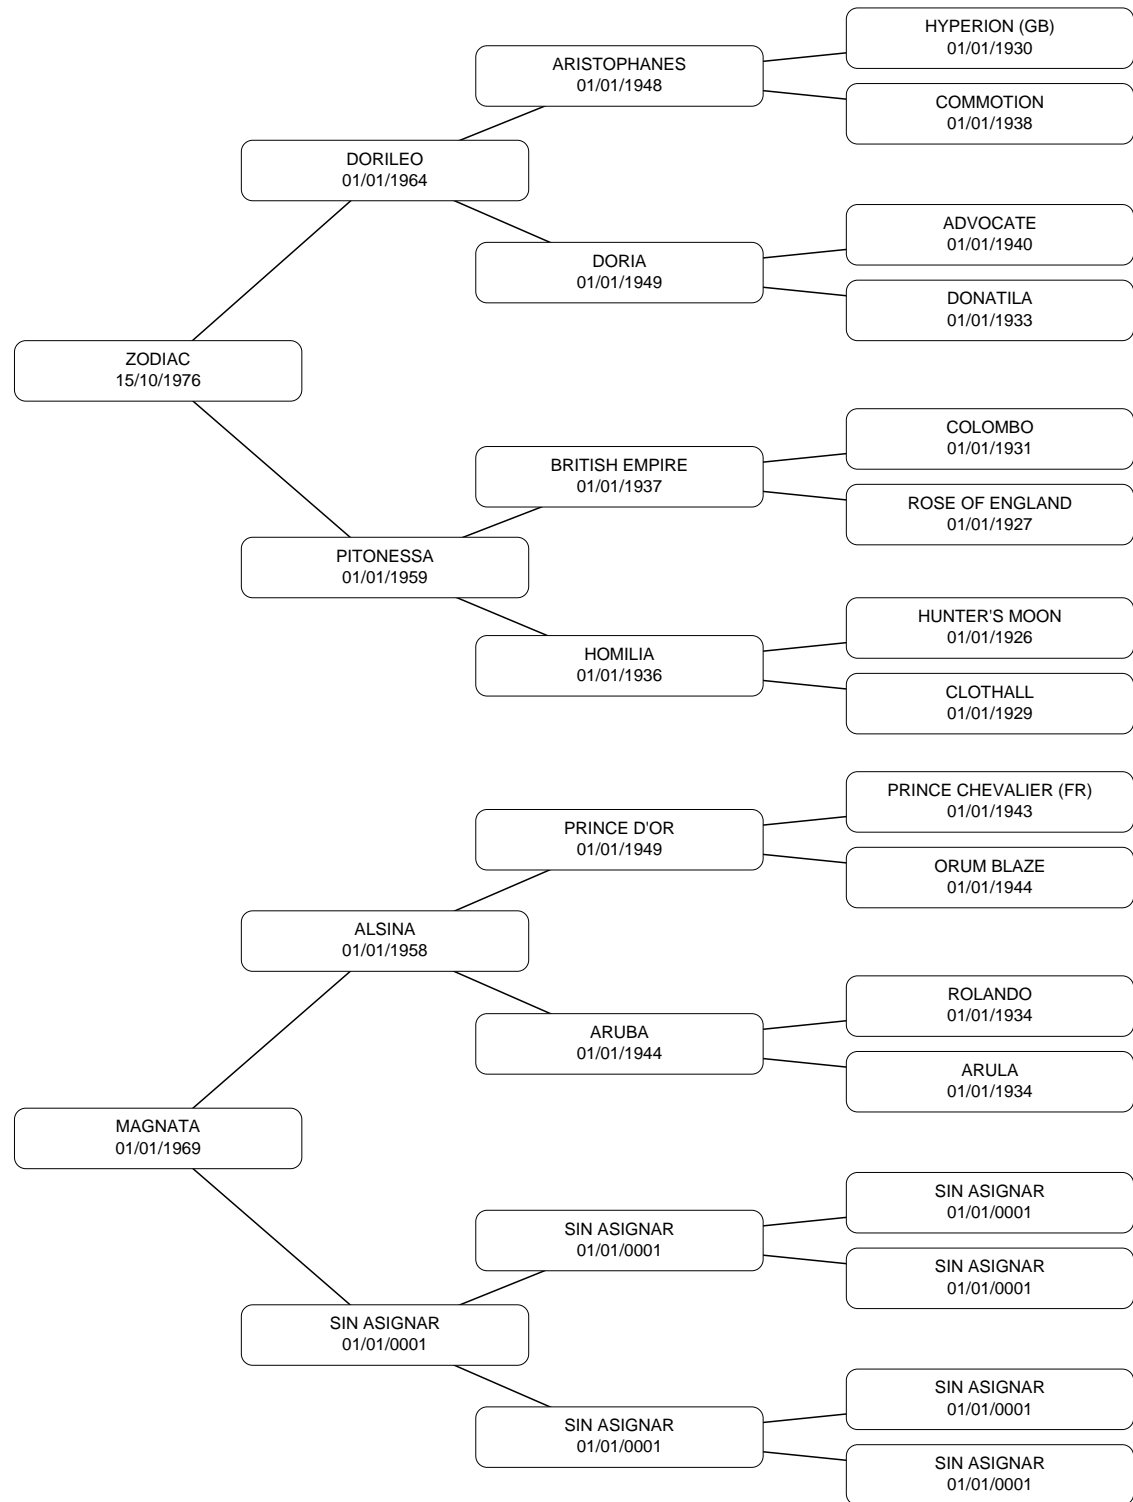 HYPERION (GB)
01/01/1930
ARISTOPHANES
01/01/1948
COMMOTION
01/01/1938
DORILEO
01/01/1964
ADVOCATE
01/01/1940
DORIA
01/01/1949
DONATILA
01/01/1933
ZODIAC
15/10/1976
COLOMBO
01/01/1931
BRITISH EMPIRE
01/01/1937
ROSE OF ENGLAND
01/01/1927
PITONESSA
01/01/1959
HUNTER'S MOON
01/01/1926
HOMILIA
01/01/1936
CLOTHALL
01/01/1929
PRINCE CHEVALIER (FR)
01/01/1943
PRINCE D'OR
01/01/1949
ORUM BLAZE
01/01/1944
ALSINA
01/01/1958
ROLANDO
01/01/1934
ARUBA
01/01/1944
ARULA
01/01/1934
MAGNATA
01/01/1969
SIN ASIGNAR
01/01/0001
SIN ASIGNAR
01/01/0001
SIN ASIGNAR
01/01/0001
SIN ASIGNAR
01/01/0001
SIN ASIGNAR
01/01/0001
SIN ASIGNAR
01/01/0001
SIN ASIGNAR
01/01/0001